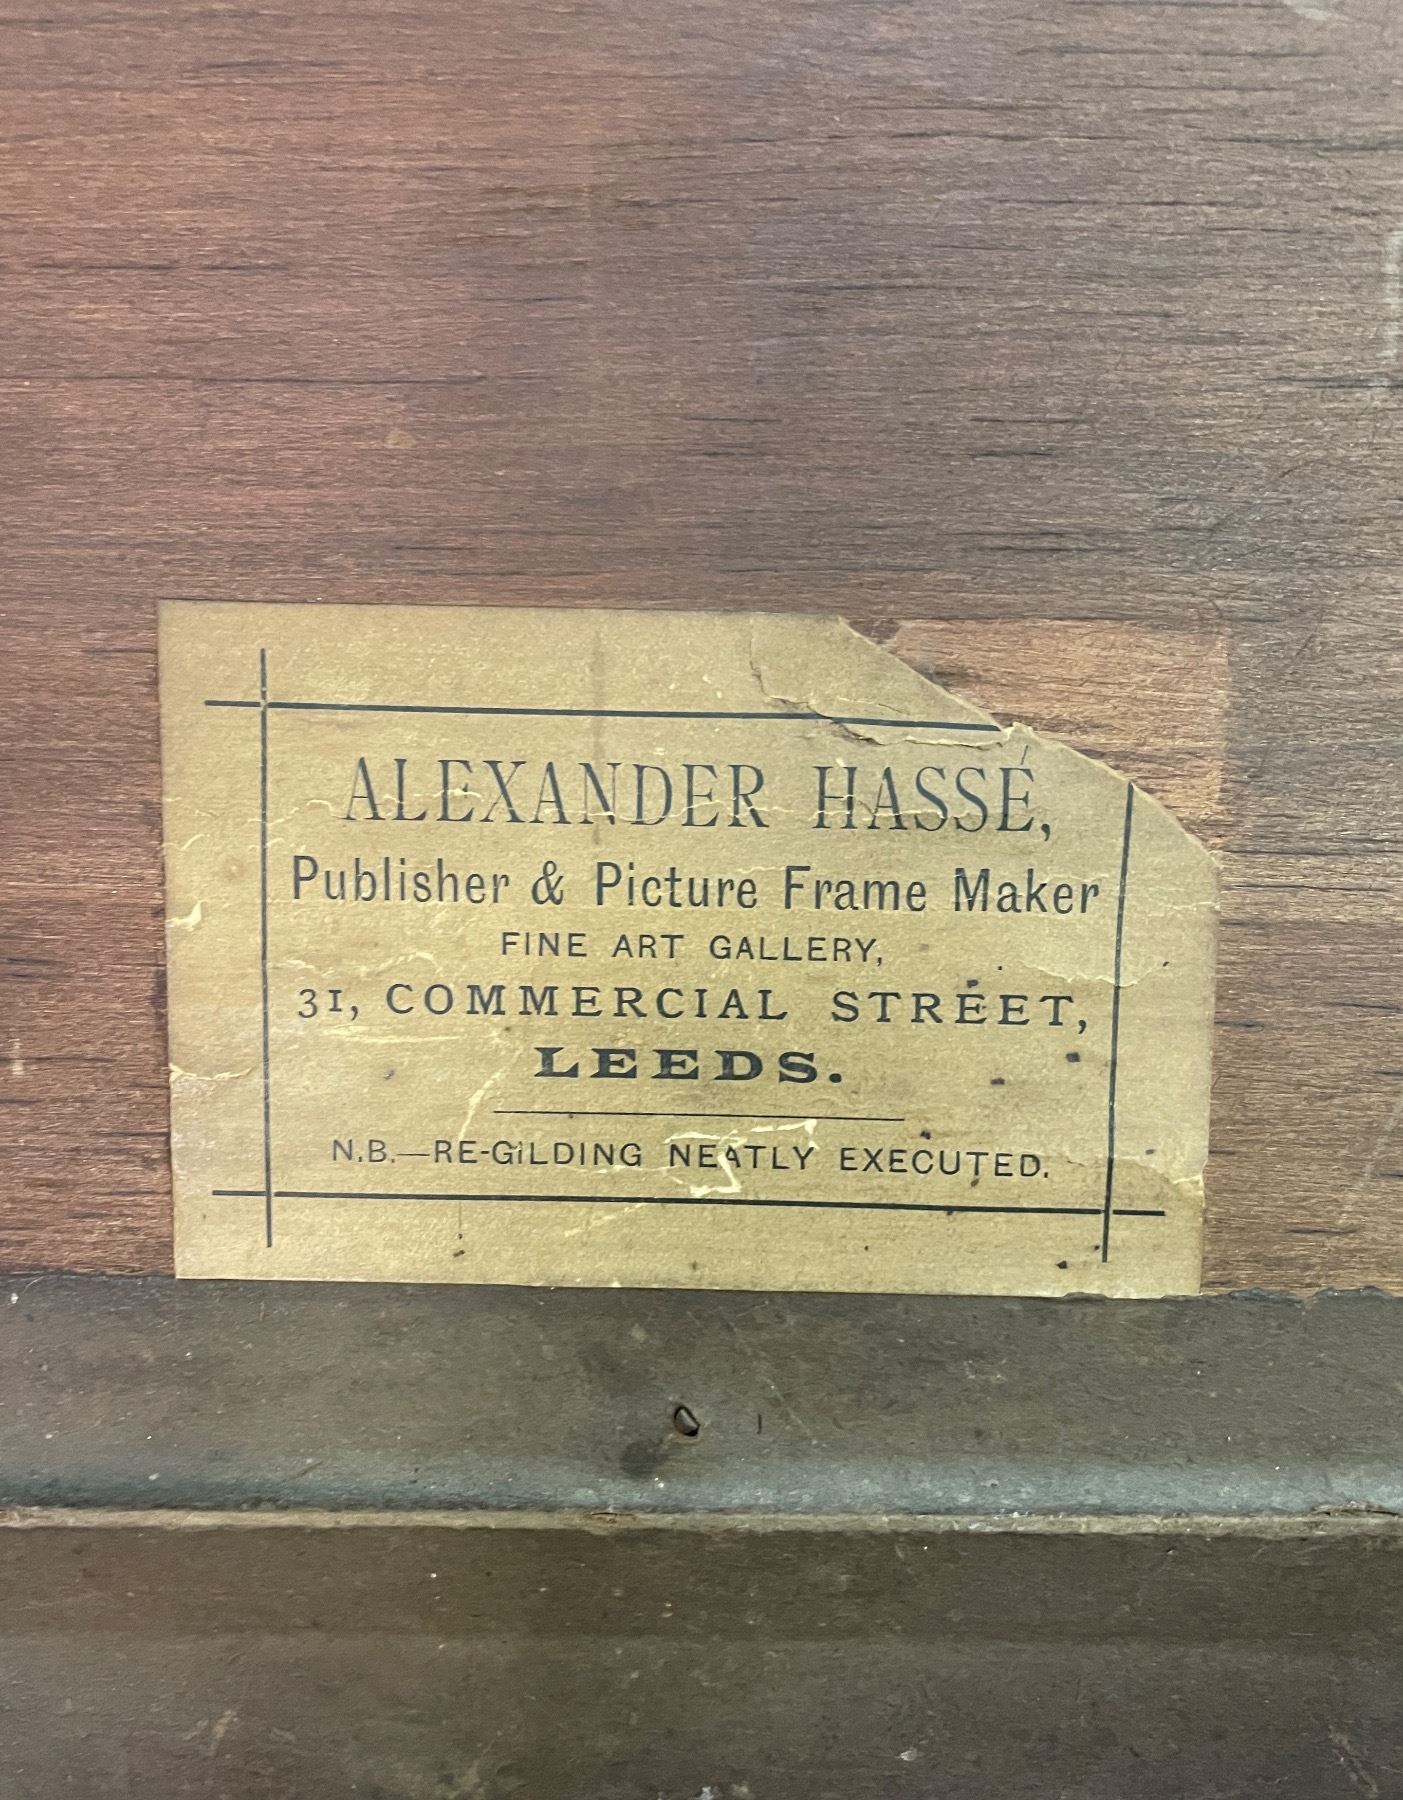 ALEXANDER HASSÉ,
Publisher & Picture Frame Maker
FINE ART GALLERY,
31, COMMERCIAL STREET,
LEEDS.
N.B.—RE-GILDING NEATLY EXECUTED.